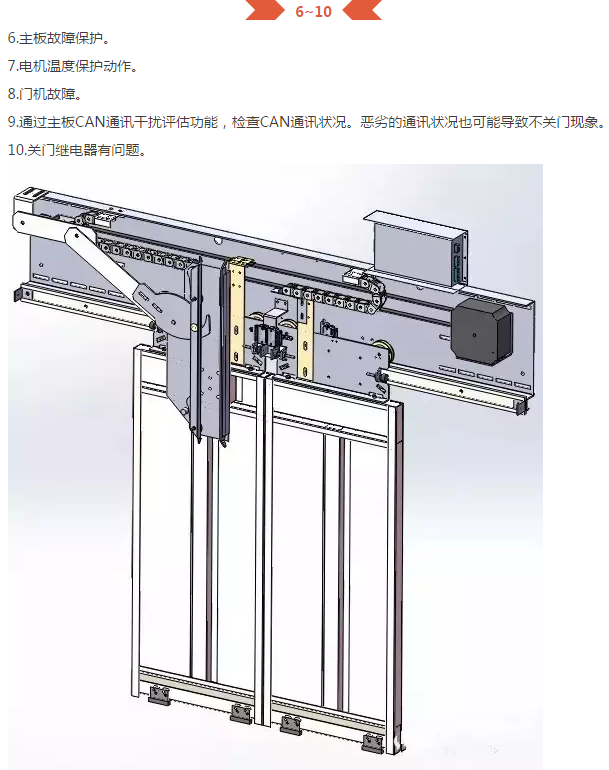 6~10
6.主板故障保护。
7.电机温度保护动作。
8.门机故障。
9.通过主板CAN通讯干扰评估功能，检查CAN通讯状况。恶劣的通讯状况也可能导致不关门现象。
10.关门继电器有问题。